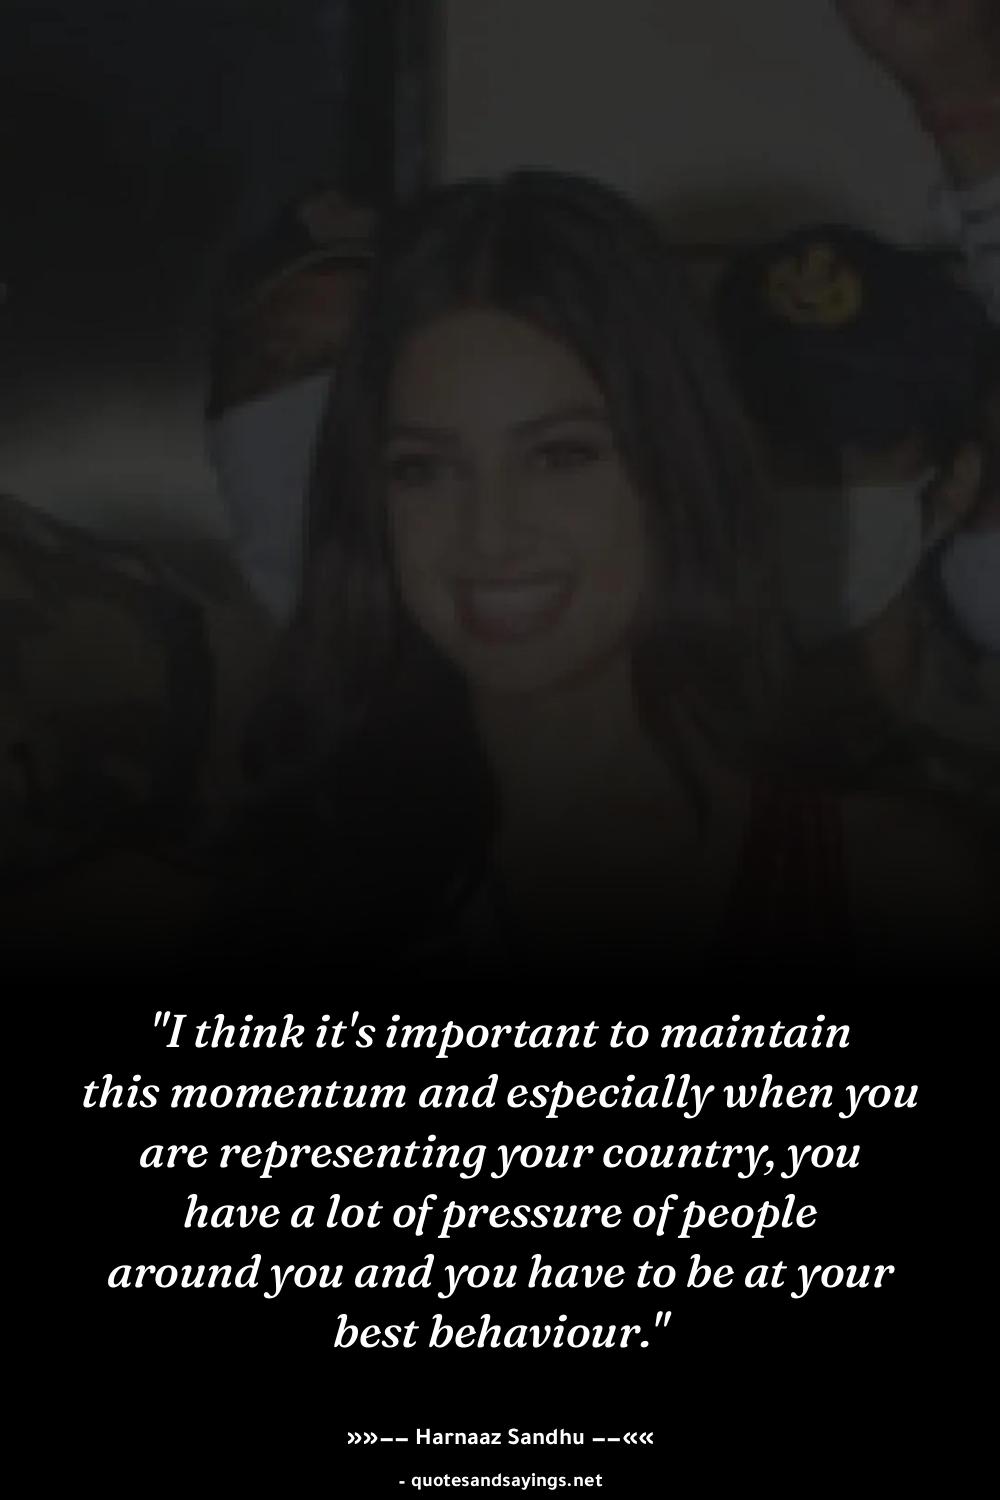 "I think it's important to maintain
this momentum and especially when you
are representing your country, you
have a lot of pressure of people
around you and you have to be at your
best behaviour."
»»−− Harnaaz Sandhu −−««
- quotesandsayings.net